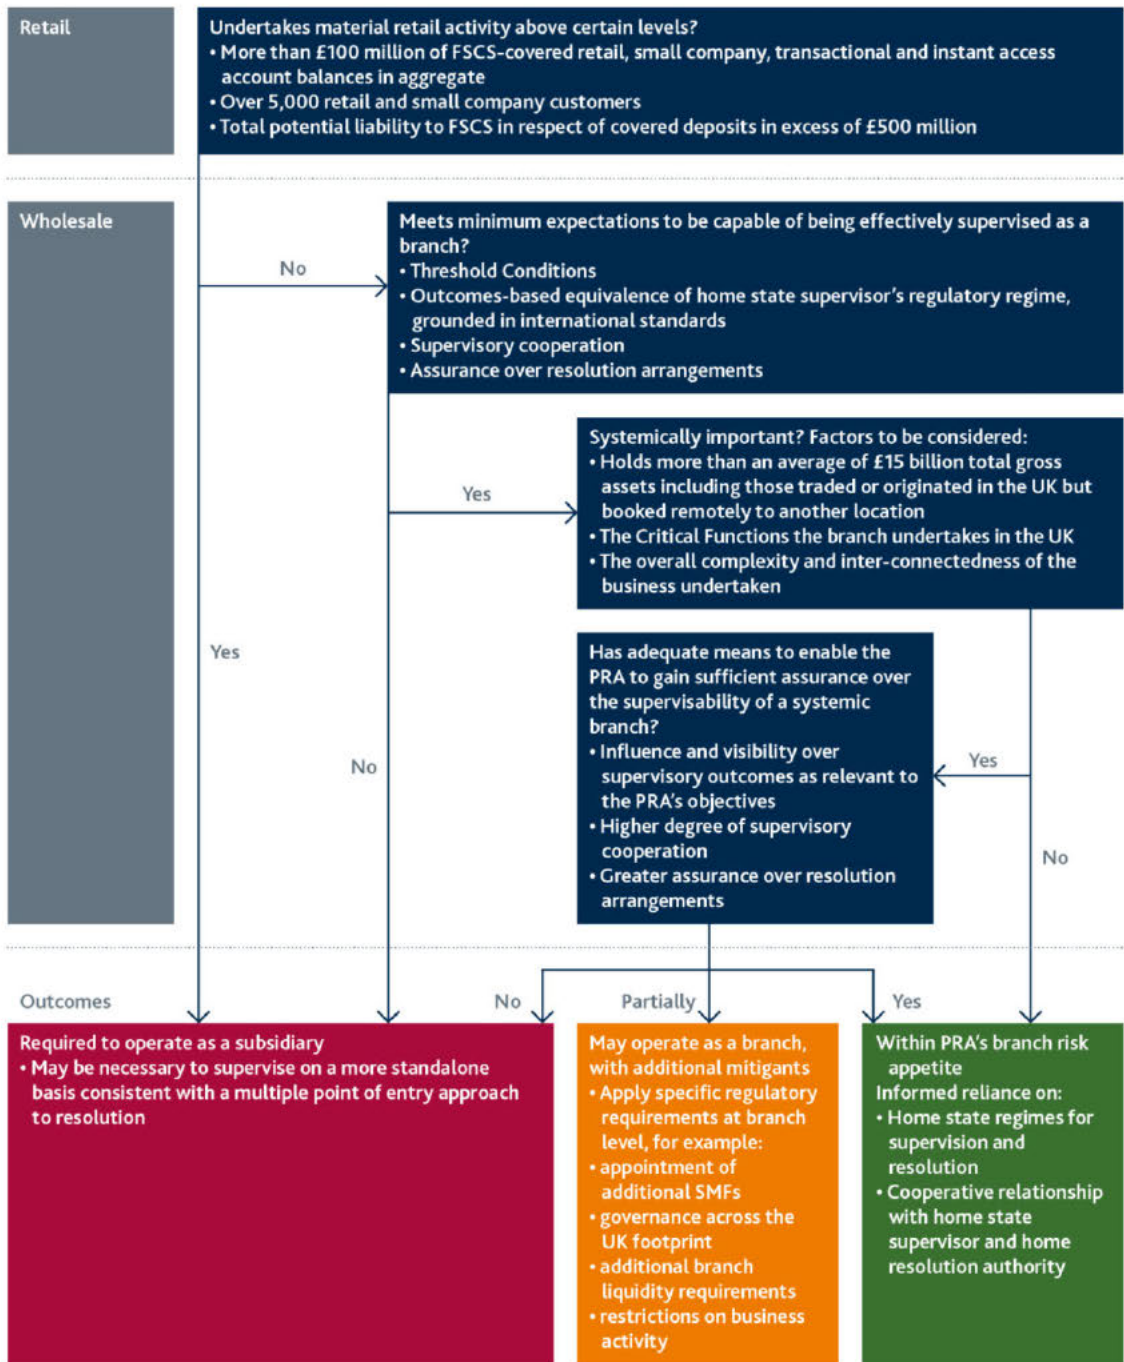 Retail
Undertakes material retail activity above certain levels?
• More than £100 million of FSCS-covered retail, small company, transactional and instant access
account balances in aggregate
• Over 5,000 retail and small company customers
• Total potential liability to FSCS in respect of covered deposits in excess of £500 million
Wholesale
Meets minimum expectations to be capable of being effectively supervised as a
branch?
• Threshold Conditions
• Outcomes-based equivalence of home state supervisor's regulatory regime,
grounded in international standards
• Supervisory cooperation
• Assurance over resolution arrangements
No
Systemically important? Factors to be considered:
• Holds more than an average of £15 billion total gross
assets including those traded or originated in the UK but
booked remotely to another location
• The Critical Functions the branch undertakes in the UK
• The overall complexity and inter-connectedness of the
business undertaken
Yes
Yes
Has adequate means to enable the
PRA to gain sufficient assurance over
the supervisability of a systemic
branch?
• Influence and visibility over
supervisory outcomes as relevant to
the PRA's objectives
• Higher degree of supervisory
cooperation
• Greater assurance over resolution
arrangements
No
Yes
No
Outcomes
No
Partially
Yes
Required to operate as a subsidiary
• May be necessary to supervise on a more standalone
basis consistent with a multiple point of entry approach
to resolution
May operate as a branch,
with additional mitigants
• Apply specific regulatory
requirements at branch
level, for example:
• appointment of
additional SMFs
• governance across the
UK footprint
• additional branch
liquidity requirements
• restrictions on business
activity
Within PRA's branch risk
appetite
Informed reliance on:
• Home state regimes for
supervision and
resolution
• Cooperative relationship
with home state
supervisor and home
resolution authority